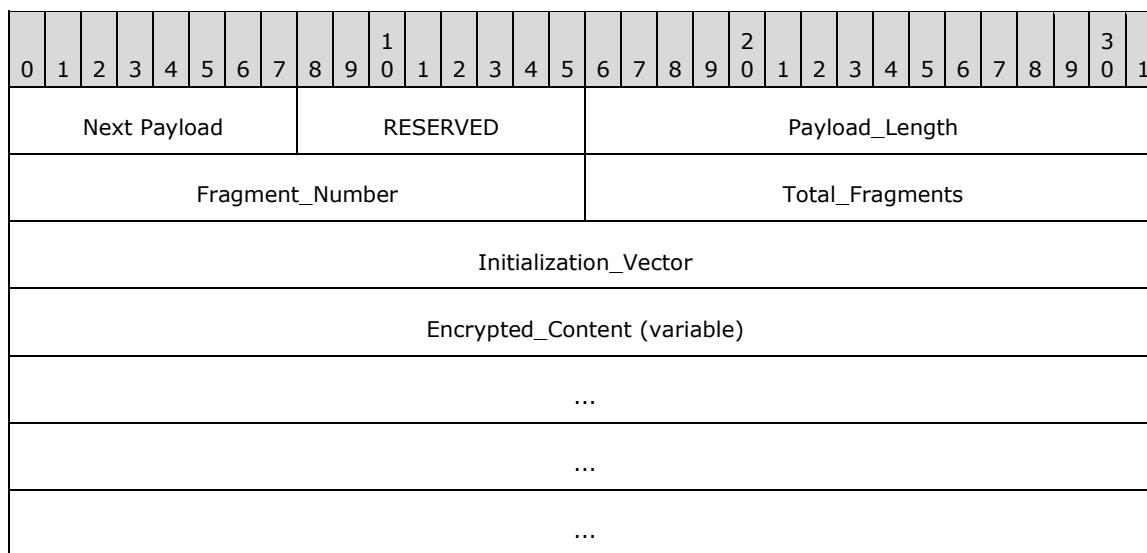 1 2 3
0 1 2 3 4 5 6 7 8 9 0 1 2 3 4 5 6 7 8 9 0 1 2 3 4 5 6 7 8 9 0 1
Next Payload RESERVED Payload_Length
Fragment_Number Total_Fragments
Initialization_Vector
Encrypted_Content (variable)
...
...
...